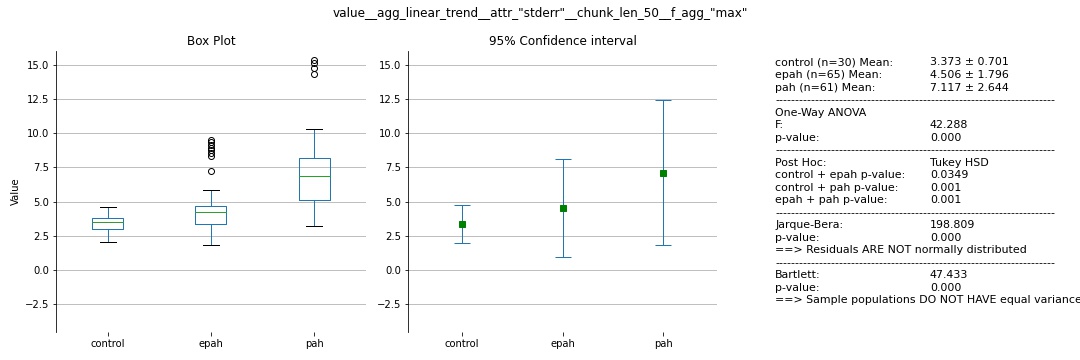 value__agg_linear_trend__attr_"stderr"__chunk_len_50__f_agg_"max"
Box Plot
15.0
12.5
10.0
7.5
5.0
2.5
0.0
−2.5
Value
control epah pah
95% Confidence interval
15.0
12.5
10.0
7.5
5.0
2.5
0.0
−2.5
control epah pah
control (n=30) Mean: 3.373 ± 0.701
epah (n=65) Mean: 4.506 ± 1.796
pah (n=61) Mean: 7.117 ± 2.644
One-Way ANOVA
F: 42.288
p-value: 0.000
Post Hoc: Tukey HSD
control + epah p-value: 0.0349
control + pah p-value: 0.001
epah + pah p-value: 0.001
Jarque-Bera: 198.809
p-value: 0.000
==> Residuals ARE NOT normally distributed
Bartlett: 47.433
p-value: 0.000
==> Sample populations DO NOT HAVE equal variance